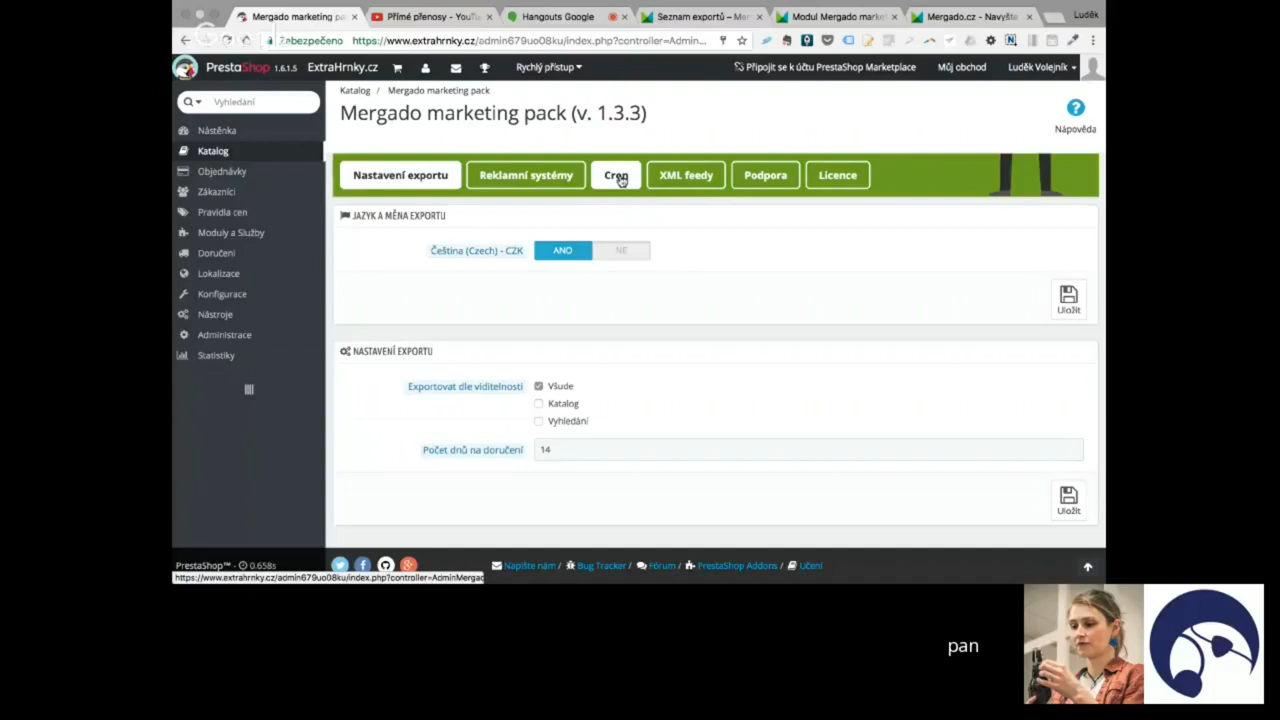 Mergado marketing pa
Přímé přenosy - YouTu
Hangouts Google
Seznam exportů – Mer
Modul Mergado market
Mergado.cz - Navyšte
Luděk
Zabezpečeno
https://www.extrahrnky.cz/admin679uo08ku/index.php?controller=Admin...
PrestaShop 1.6.1.5
ExtraHrnky.cz
Rychlý přístup
Připojit se k účtu PrestaShop Marketplace
Můj obchod
Luděk Volejník
Vyhledání
Nástěnka
Katalog
Objednávky
Zákazníci
Pravidla cen
Moduly a Služby
Doručení
Lokalizace
Konfigurace
Nástroje
Administrace
Statistiky
Katalog / Mergado marketing pack
Mergado marketing pack (v. 1.3.3)
Nápověda
Nastavení exportu
Reklamní systémy
Cron
XML feedy
Podpora
Licence
JAZYK A MĚNA EXPORTU
Čeština (Czech) - CZK
ANO
NE
Uložit
NASTAVENÍ EXPORTU
Exportovat dle viditelnosti
Všude
Katalog
Vyhledání
Počet dnů na doručení
14
Uložit
PrestaShop™ - 0.658s
Napište nám / Bug Tracker / Fórum / PrestaShop Addons / Učení
https://www.extrahrnky.cz/admin679uo08ku/index.php?controller=AdminMergad
pan